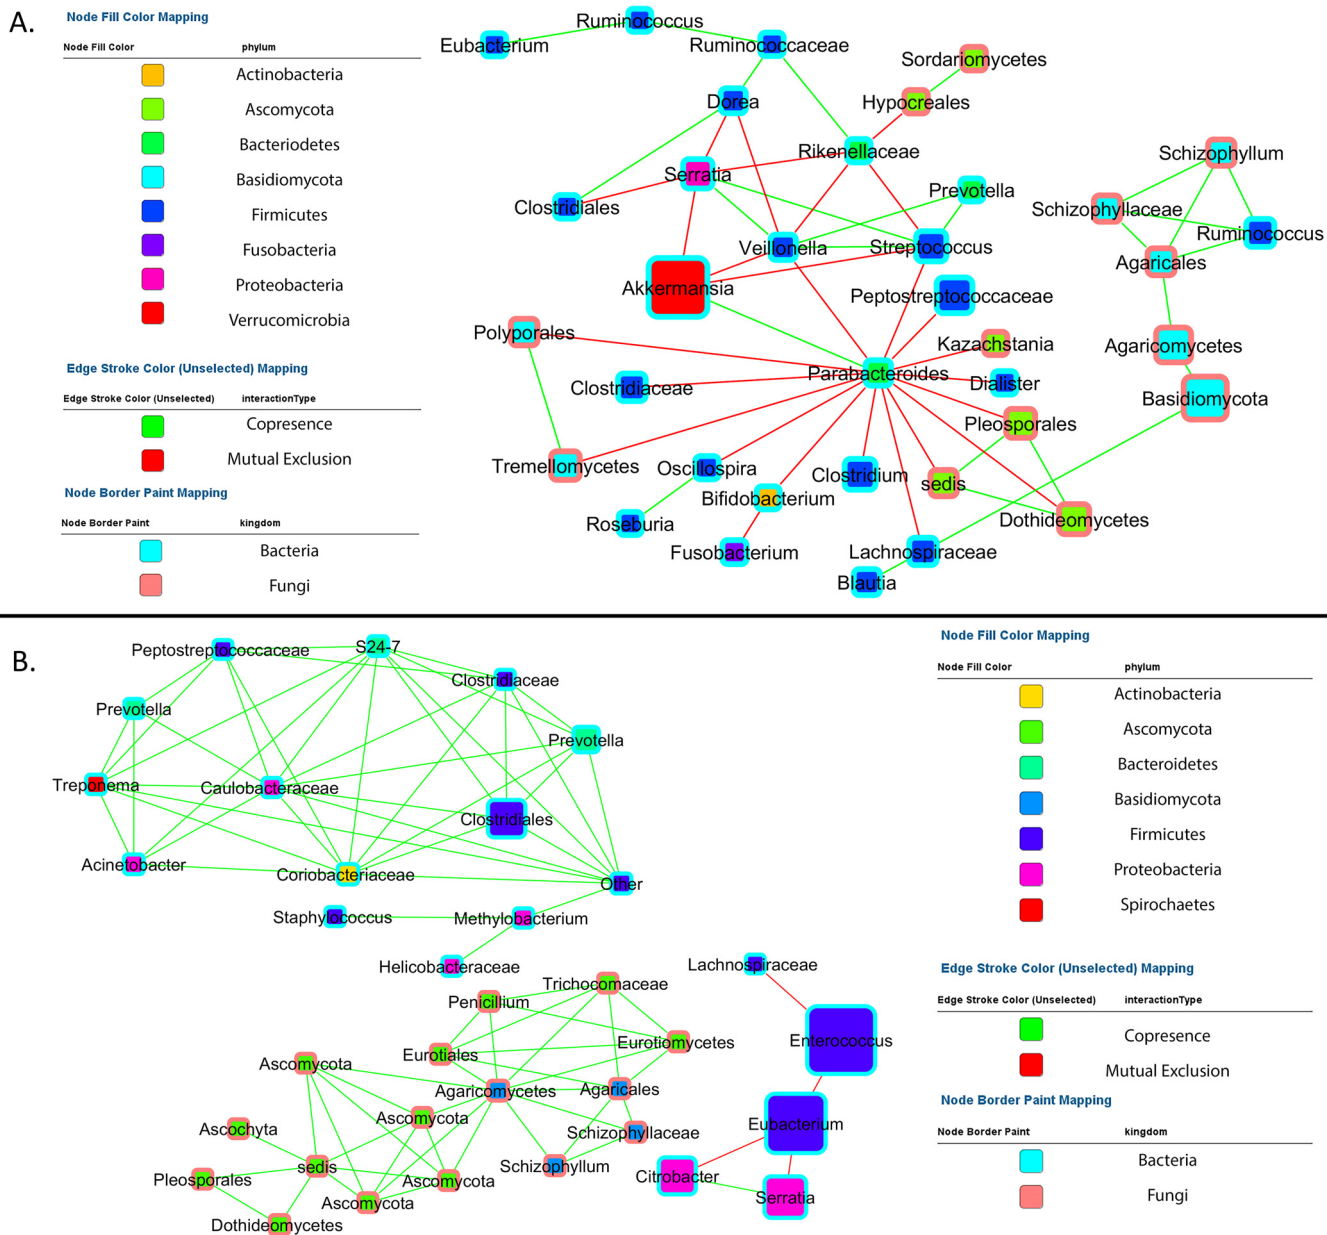 A.
Node Fill Color Mapping
Node Fill Color phylum
Actinobacteria
Ascomycota
Bacteriodetes
Basidiomycota
Firmicutes
Fusobacteria
Proteobacteria
Verrucomicrobia
Edge Stroke Color (Unselected) Mapping
Edge Stroke Color (Unselected) interactionType
Copresence
Mutual Exclusion
Node Border Paint Mapping
Node Border Paint kingdom
Bacteria
Fungi
Ruminococcus
Eubacterium
Ruminococcaceae
Sordariomycetes
Dorea
Hypocreales
Rikenellaceae
Schizophyllum
Serratia
Prevotella
Clostridiales
Schizophyllaceae
Ruminococcus
Veillonella
Streptococcus
Agaricales
Akkermansia
Peptostreptococcaceae
Polyporales
Kazachstania
Agaricomycetes
Parabacteroides
Clostridiaceae
Dialister
Basidiomycota
Pleosporales
Tremellomycetes
Oscillospira
Clostridium
sedis
Bifidobacterium
Roseburia
Dothideomycetes
Fusobacterium
Lachnospiraceae
Blautia
B.
Peptostreptococcaceae
S24-7
Clostridiaceae
Prevotella
Prevotella
Treponema
Caulobacteraceae
Clostridiales
Acinetobacter
Coriobacteriaceae
Other
Staphylococcus
Methylobacterium
Helicobacteraceae
Lachnospiraceae
Trichocomaceae
Penicillium
Enterococcus
Eurotiomycetes
Eurotiales
Ascomycota
Agaricomycetes
Agaricales
Ascomycota
Eubacterium
Ascochyta
Schizophyllaceae
sedis
Schizophyllum
Citrobacter
Pleosporales
Ascomycota
Serratia
Ascomycota
Dothideomycetes
Node Fill Color Mapping
Node Fill Color phylum
Actinobacteria
Ascomycota
Bacteroidetes
Basidiomycota
Firmicutes
Proteobacteria
Spirochaetes
Edge Stroke Color (Unselected) Mapping
Edge Stroke Color (Unselected) interactionType
Copresence
Mutual Exclusion
Node Border Paint Mapping
Node Border Paint kingdom
Bacteria
Fungi